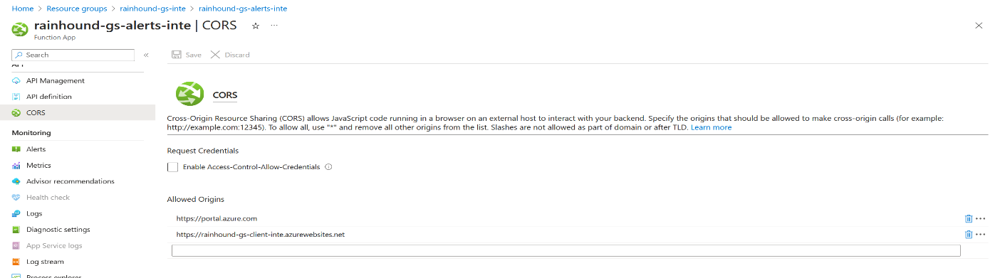 Home > Resource groups > rainhound-gs-inte > rainhound-gs-alerts-inte
rainhound-gs-alerts-inte | CORS
Function App
Search
API
API Management
API definition
CORS
Monitoring
Alerts
Metrics
Advisor recommendations
Health check
Logs
Diagnostic settings
App Service logs
Log stream
Process explorer
Save Discard
CORS
Cross-Origin Resource Sharing (CORS) allows JavaScript code running in a browser on an external host to interact with your backend. Specify the origins that should be allowed to make cross-origin calls (for example:
http://example.com:12345). To allow all, use "*" and remove all other origins from the list. Slashes are not allowed as part of domain or after TLD. Learn more
Request Credentials
Enable Access-Control-Allow-Credentials
Allowed Origins
https://portal.azure.com
https://rainhound-gs-client-inte.azurewebsites.net